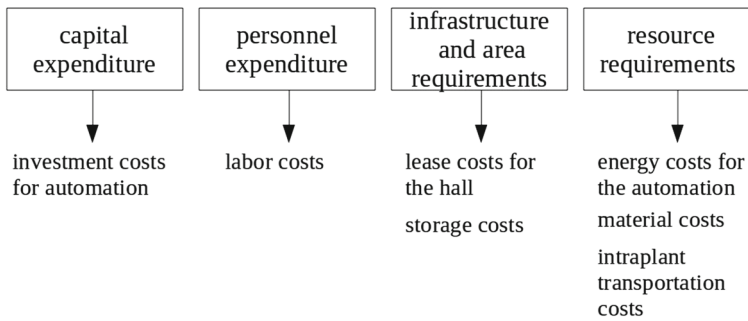 capital
expenditure
personnel
expenditure
infrastructure
and area
requirements
resource
requirements
investment costs
for automation
labor costs
lease costs for
the hall
storage costs
energy costs for
the automation
material costs
intraplant
transportation
costs